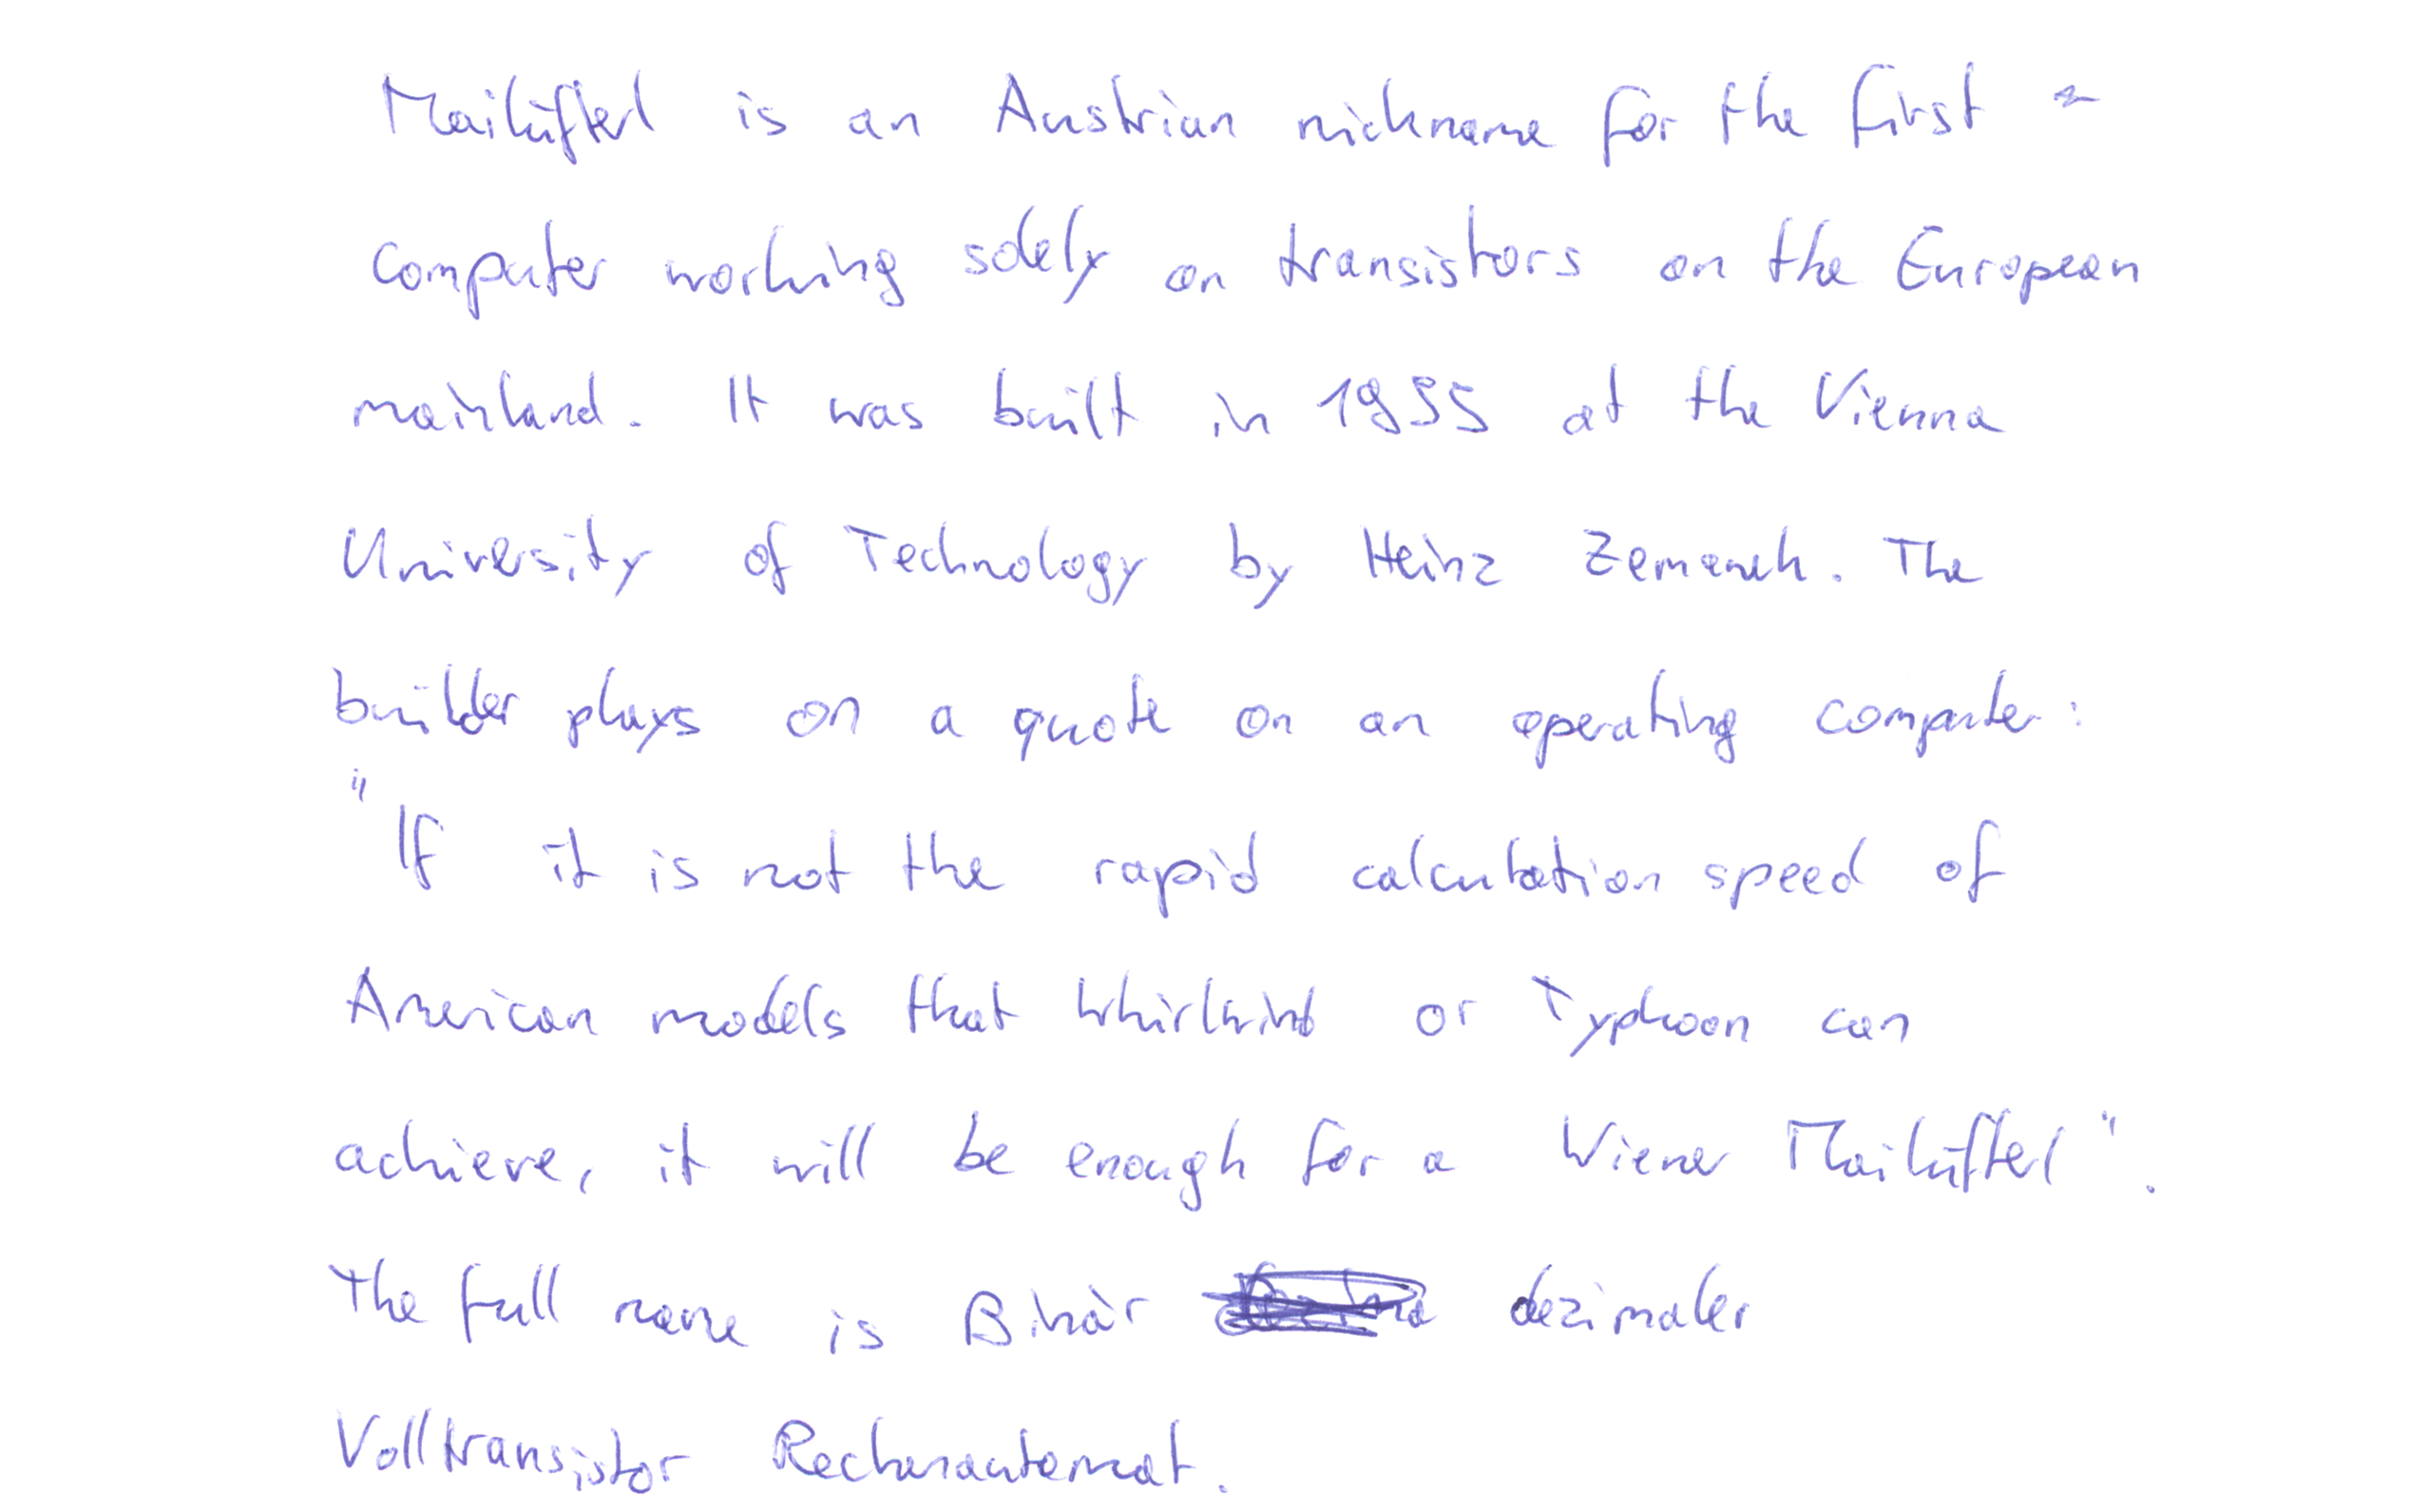 Mailüfterl is an Austrian nickname for the first
computer working solely on transistors on the European
mainland. It was built in 1955 at the Vienna
University of Technology by Heinz Zemanek. The
builder plays on a quote on an operating computer:
"If it is not the rapid calculation speed of
American models that Whirlwind or Typhoon can
achieve, it will be enough for a Wiener Mailüfterl".
The full name is Binär dezimaler
Volltransistor Rechenautomat.